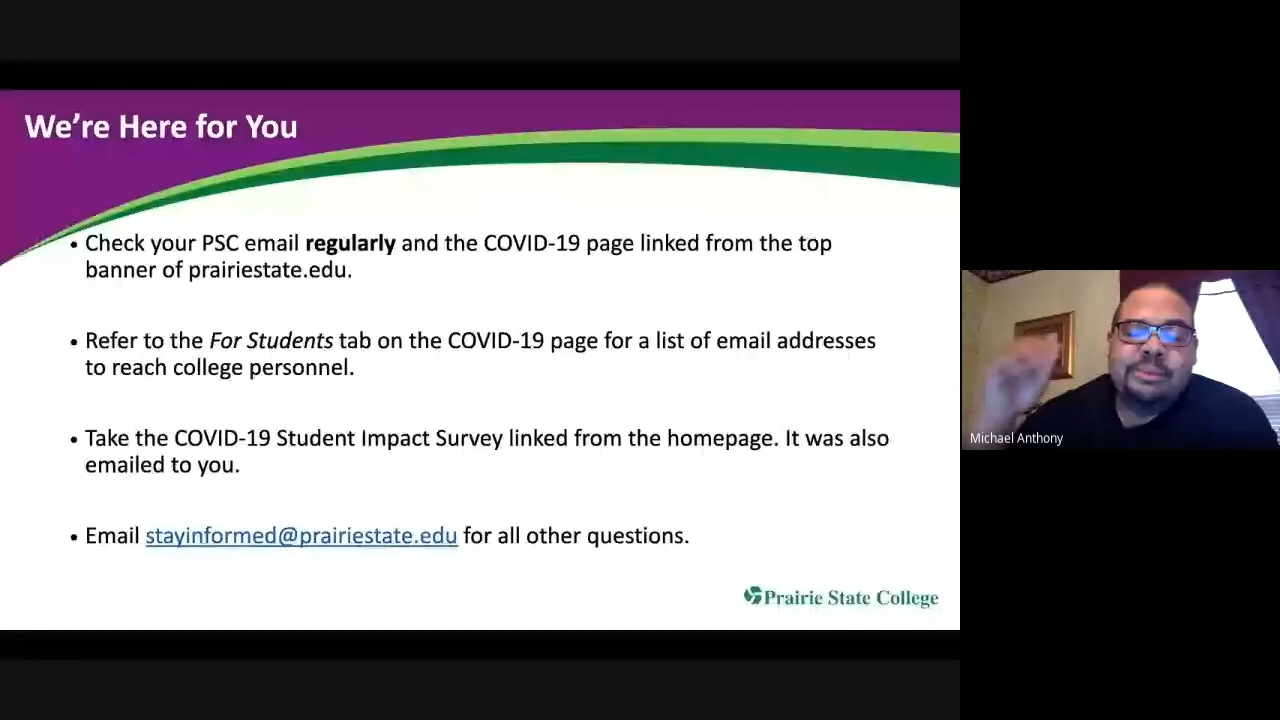 We're Here for You
• Check your PSC email regularly and the COVID-19 page linked from the top
banner of prairiestate.edu.
• Refer to the For Students tab on the COVID-19 page for a list of email addresses
to reach college personnel.
• Take the COVID-19 Student Impact Survey linked from the homepage. It was also
emailed to you.
• Email stayinformed@prairiestate.edu for all other questions.
Prairie State College
Michael Anthony